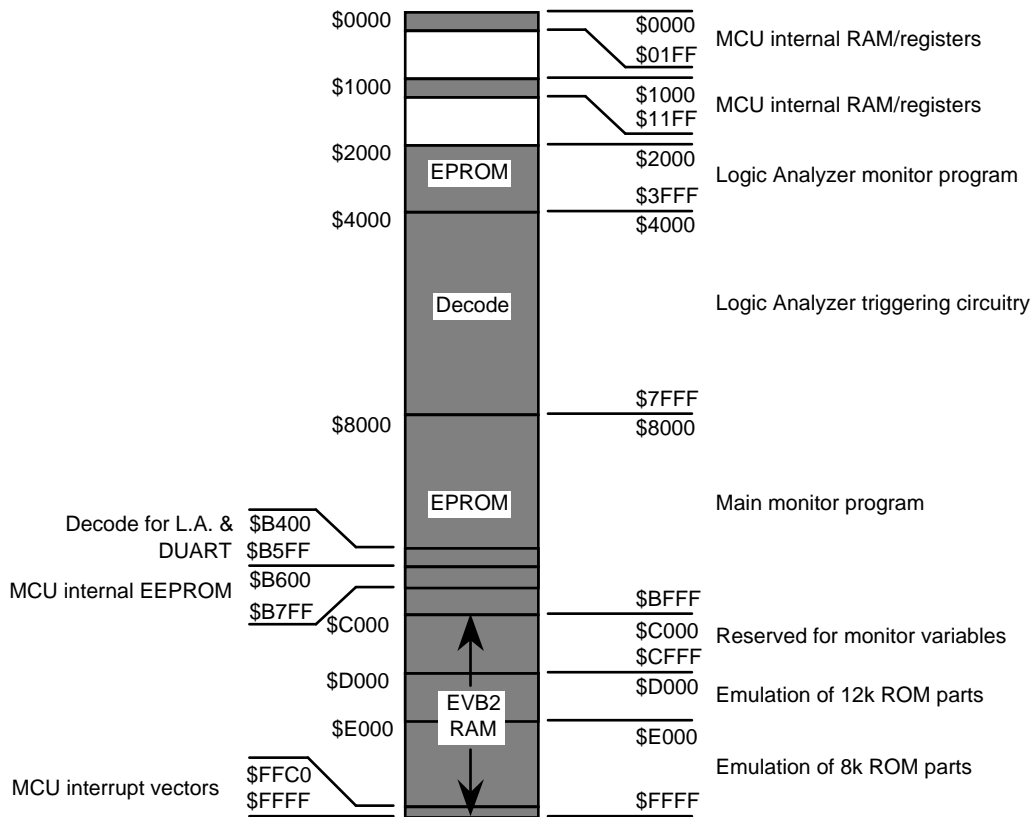 $0000
$0000
MCU internal RAM/registers
$01FF
$1000
$1000
MCU internal RAM/registers
$11FF
$2000
$2000
EPROM
Logic Analyzer monitor program
$3FFF
$4000
$4000
Decode
Logic Analyzer triggering circuitry
$7FFF
$8000
$8000
EPROM
Main monitor program
Decode for L.A. & $B400
DUART $B5FF
$B600
MCU internal EEPROM
$B7FF
$BFFF
$C000
$C000
Reserved for monitor variables
$CFFF
$D000
$D000
Emulation of 12k ROM parts
EVB2
RAM
$E000
$E000
Emulation of 8k ROM parts
$FFC0
MCU interrupt vectors
$FFFF
$FFFF